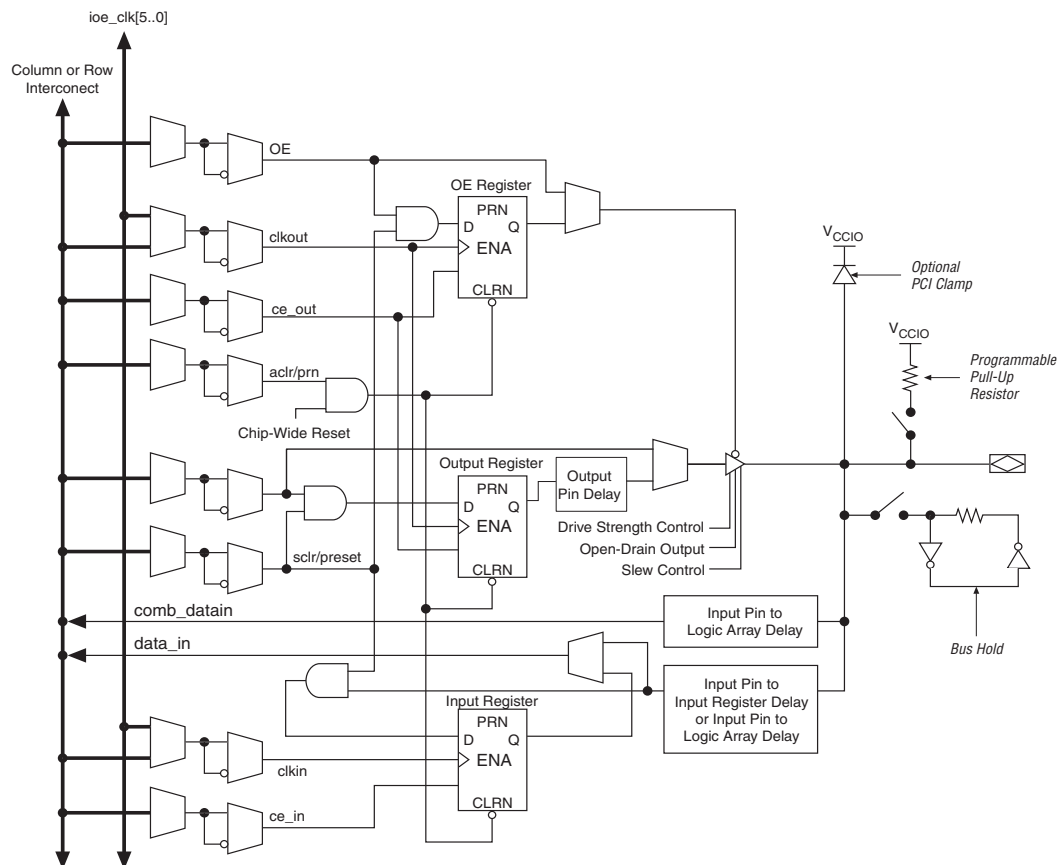 ioe_clk[5..0]
Column or Row
Interconect
OE
OE Register
PRN
D
Q
clkout
ENA
VCCIO
Optional
PCI Clamp
ce_out
CLRN
VCCIO
aclr/prn
Programmable
Pull-Up
Resistor
Chip-Wide Reset
Output Register
PRN
Output
Pin Delay
D
Q
ENA
Drive Strength Control
Open-Drain Output
sclr/preset
CLRN
Slew Control
comb_datain
Input Pin to
Logic Array Delay
data_in
Bus Hold
Input Pin to
Input Register Delay
or Input Pin to
Logic Array Delay
Input Register
PRN
D
Q
ENA
clkin
CLRN
ce_in